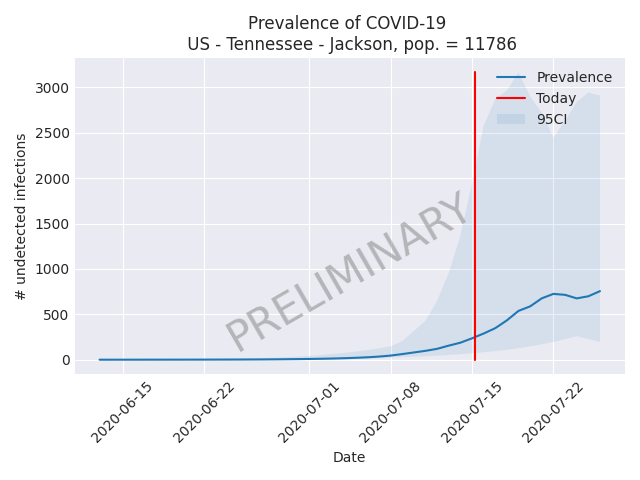 Prevalence of COVID-19
US - Tennessee - Jackson, pop. = 11786
Prevalence
Today
95CI
# undetected infections
3000
2500
2000
1500
1000
500
0
PRELIMINARY
2020-06-15
2020-06-22
2020-07-01
2020-07-08
2020-07-15
2020-07-22
Date